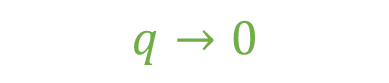 q → 0